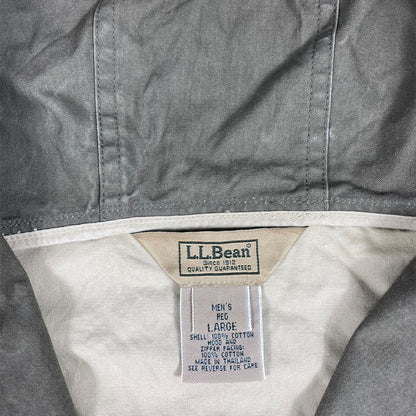 L.L.Bean®
Since 1912
QUALITY GUARANTEED
MEN'S
REG
LARGE
SHELL: 100% COTTON
HOOD AND
ZIPPER FACING:
100% COTTON
MADE IN THAILAND
SEE REVERSE FOR CARE